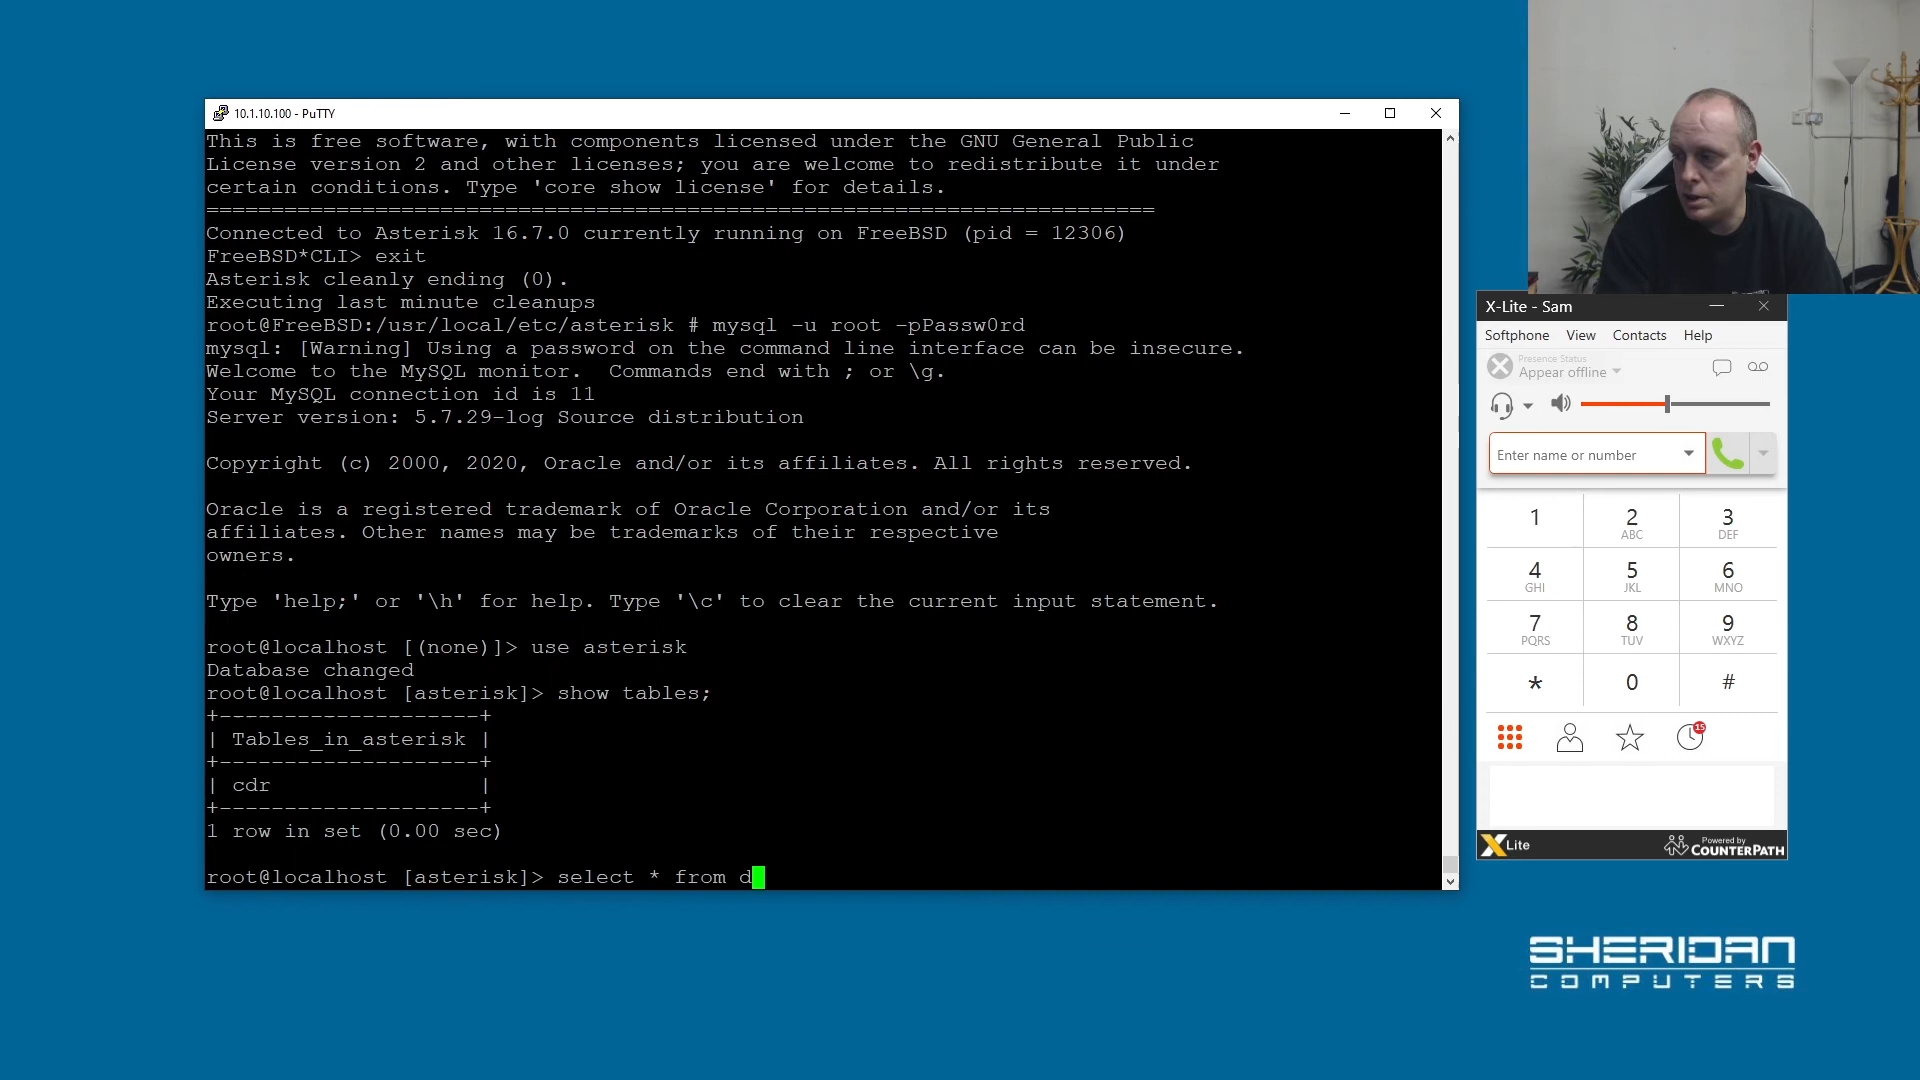 10.1.10.100 - PuTTY
This is free software, with components licensed under the GNU General Public
License version 2 and other licenses; you are welcome to redistribute it under
certain conditions. Type 'core show license' for details.
=========================================================================
Connected to Asterisk 16.7.0 currently running on FreeBSD (pid = 12306)
FreeBSD*CLI> exit
Asterisk cleanly ending (0).
Executing last minute cleanups
root@FreeBSD:/usr/local/etc/asterisk # mysql -u root -pPassw0rd
mysql: [Warning] Using a password on the command line interface can be insecure.
Welcome to the MySQL monitor.  Commands end with ; or \g.
Your MySQL connection id is 11
Server version: 5.7.29-log Source distribution
Copyright (c) 2000, 2020, Oracle and/or its affiliates. All rights reserved.
Oracle is a registered trademark of Oracle Corporation and/or its
affiliates. Other names may be trademarks of their respective
owners.
Type 'help;' or '\h' for help. Type '\c' to clear the current input statement.
root@localhost [(none)]> use asterisk
Database changed
root@localhost [asterisk]> show tables;
+--------------------+
| Tables_in_asterisk |
+--------------------+
| cdr                |
+--------------------+
1 row in set (0.00 sec)
root@localhost [asterisk]> select * from d
X-Lite - Sam
Softphone View Contacts Help
Presence Status
Appear offline
Enter name or number
1 2 3
ABC DEF
4 5 6
GHI JKL MNO
7 8 9
PQRS TUV WXYZ
* 0 #
15
X Lite
Powered by
COUNTERPATH
SHERIDAN
COMPUTERS